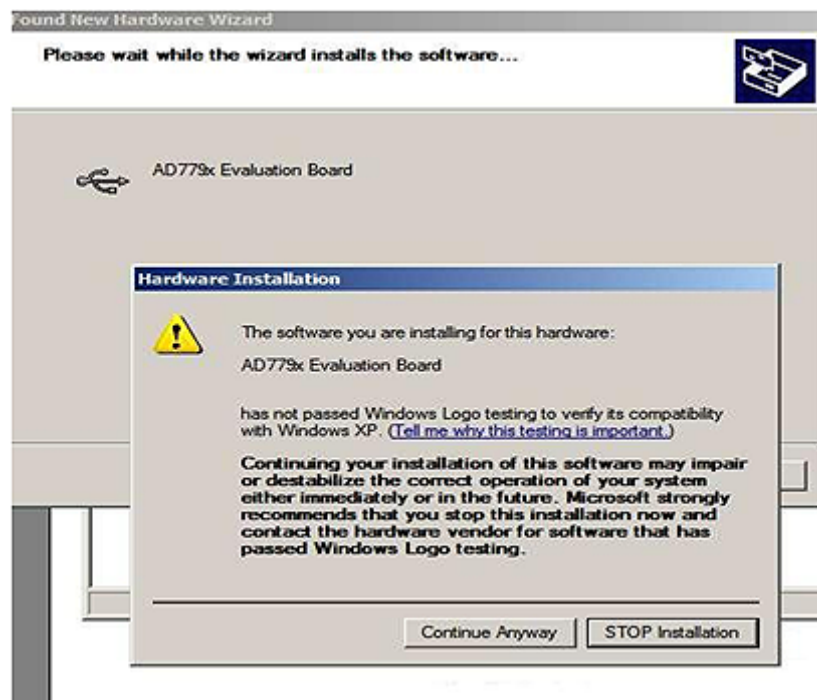 Found New Hardware Wizard
Please wait while the wizard installs the software...
AD779x Evaluation Board
Hardware Installation
The software you are installing for this hardware:
AD779x Evaluation Board
has not passed Windows Logo testing to verify its compatibility
with Windows XP. (Tell me why this testing is important.)
Continuing your installation of this software may impair
or destabilize the correct operation of your system
either immediately or in the future. Microsoft strongly
recommends that you stop this installation now and
contact the hardware vendor for software that has
passed Windows Logo testing.
Continue Anyway
STOP Installation